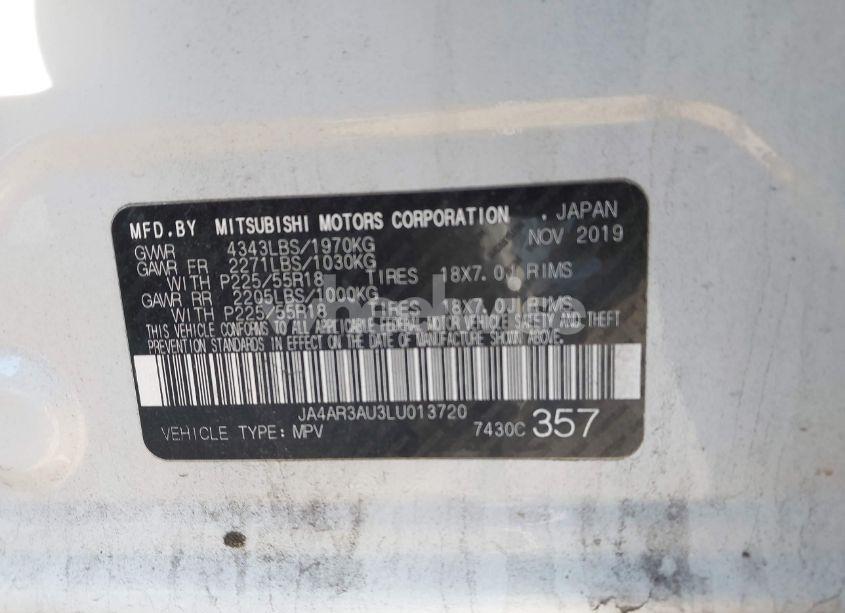 MFD.BY MITSUBISHI MOTORS CORPORATION . JAPAN
GVWR 4343LBS/1970KG NOV 2019
GAWR FR 2271LBS/1030KG
WITH P225/55R18 TIRES 18X7.0J RIMS
GAWR RR 2205LBS/1000KG
WITH P225/55R18 TIRES 18X7.0J RIMS
THIS VEHICLE CONFORMS TO ALL APPLICABLE FEDERAL MOTOR VEHICLE SAFETY AND THEFT
PREVENTION STANDARDS IN EFFECT ON THE DATE OF MANUFACTURE SHOWN ABOVE.
JA4AR3AU3LU013720
VEHICLE TYPE: MPV 7430C 357